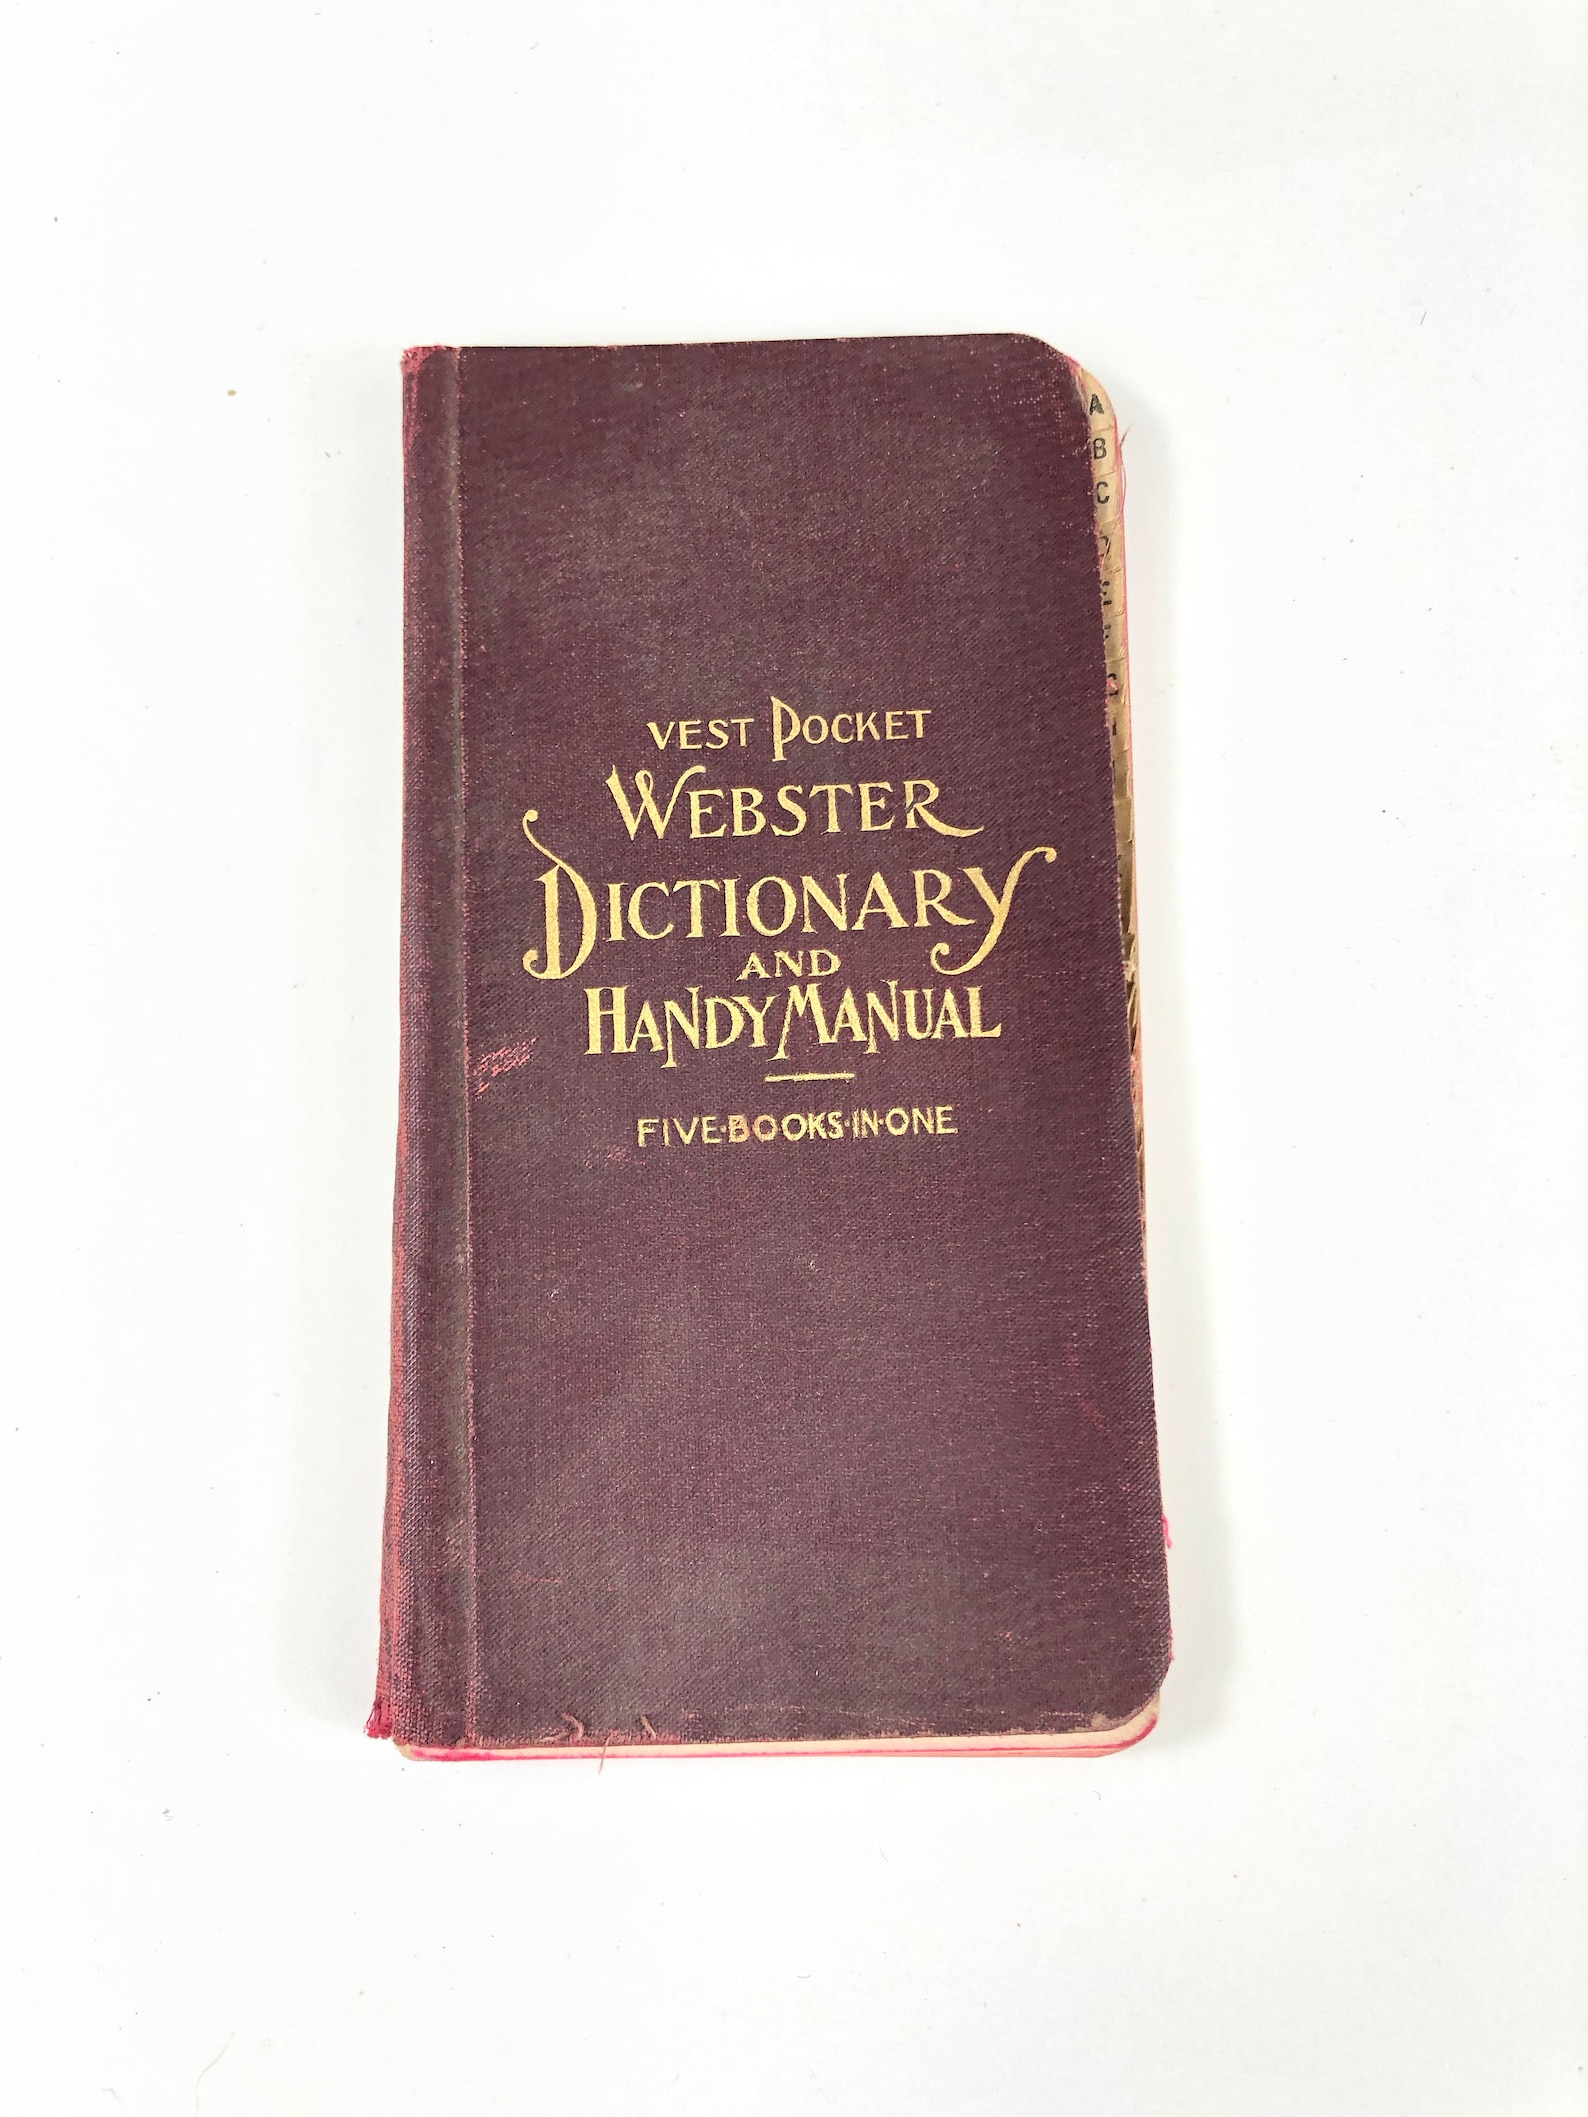 VEST POCKET
WEBSTER
DICTIONARY
AND
HANDY MANUAL
FIVE·BOOKS·IN·ONE
A
B
C
D
E
F
G